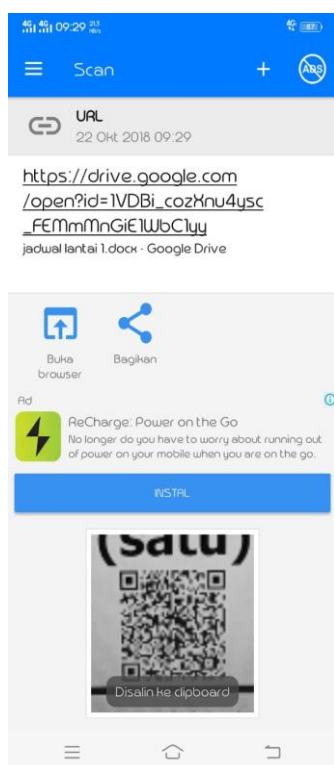 4G 4G 09:29
Scan
ADS
URL
22 Okt 2018 09:29
https://drive.google.com
/open?id=1VDBi_cozXnu4ysc
_FEMmMnGiE1WbC1yy
jadwal lantai 1.docx - Google Drive
Buka
browser
Bagikan
Ad
ReCharge: Power on the Go
No longer do you have to worry about running out
of power on your mobile when you are on the go.
INSTAL
(satu)
Disalin ke clipboard